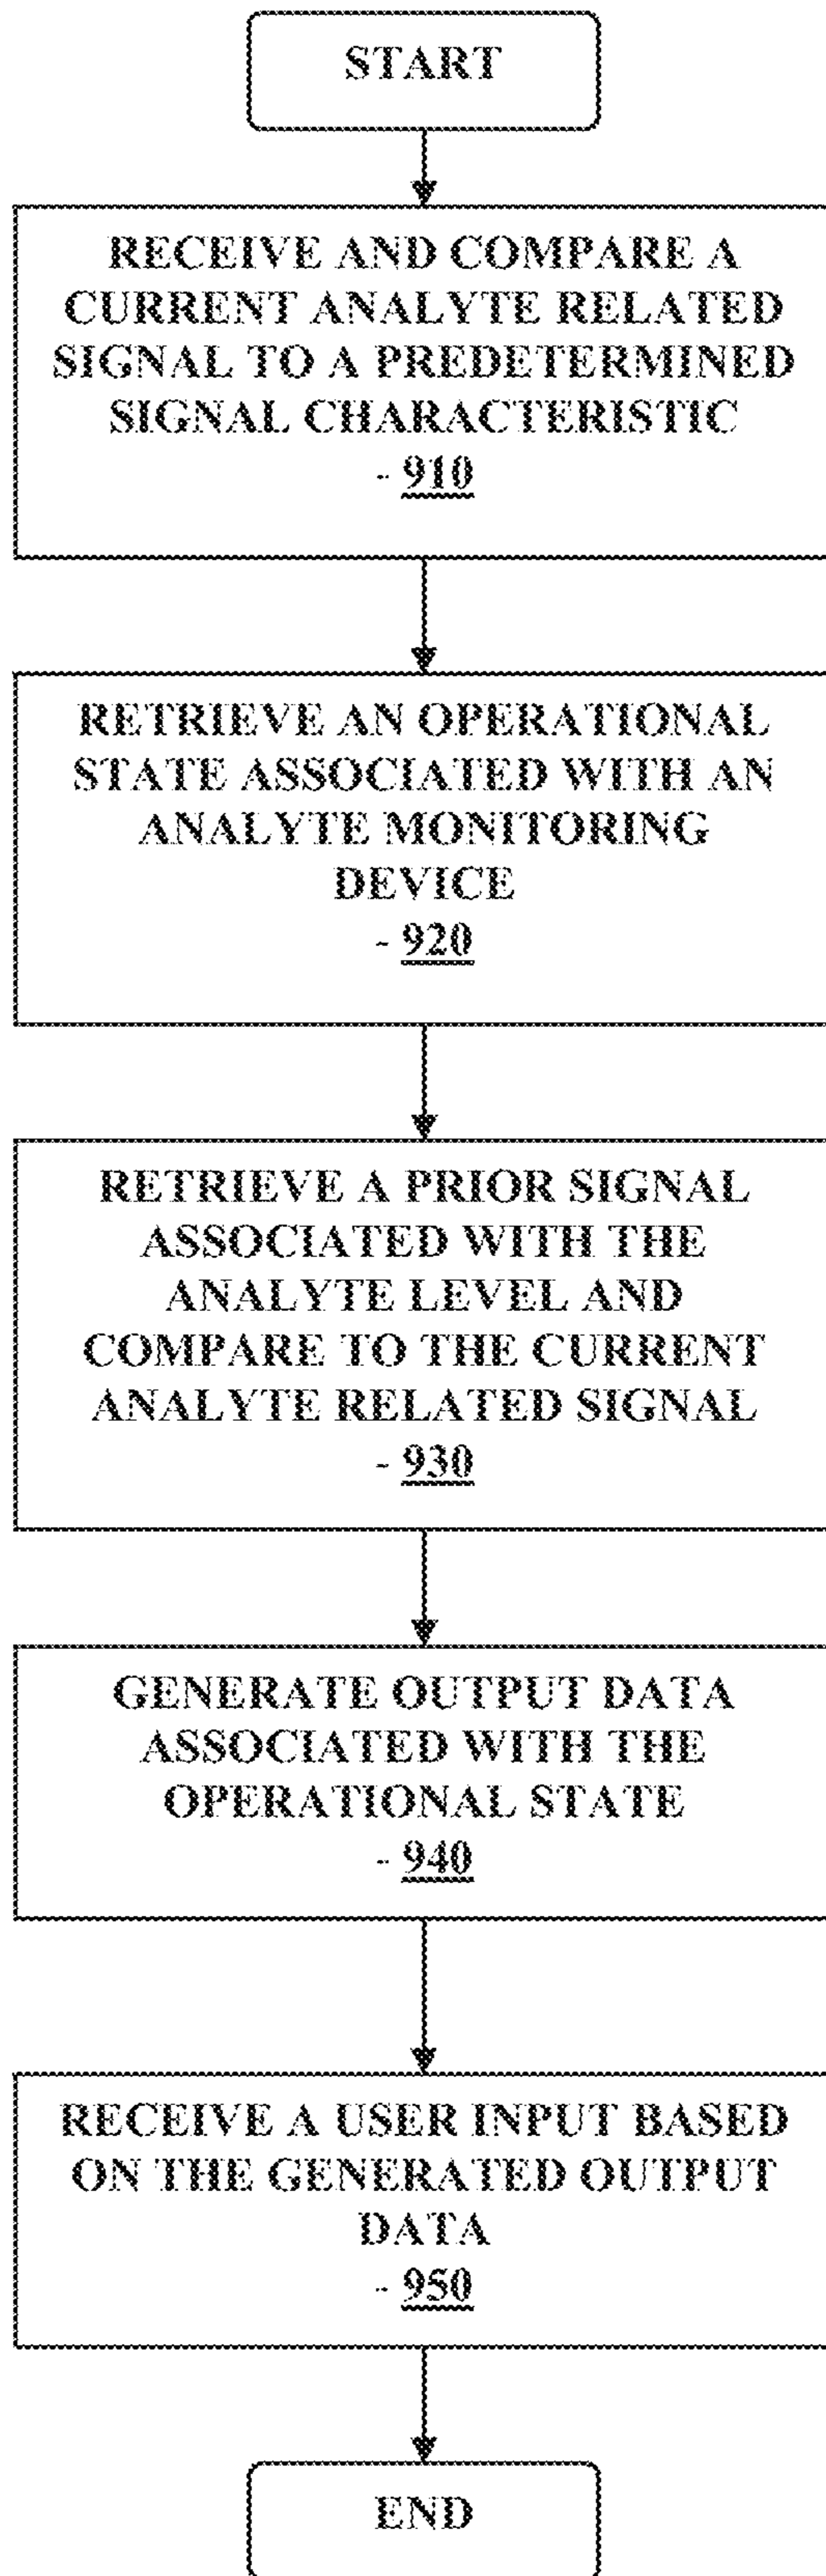 START
RECEIVE AND COMPARE A
CURRENT ANALYTE RELATED
SIGNAL TO A PREDETERMINED
SIGNAL CHARACTERISTIC
- 910
RETRIEVE AN OPERATIONAL
STATE ASSOCIATED WITH AN
ANALYTE MONITORING
DEVICE
- 920
RETRIEVE A PRIOR SIGNAL
ASSOCIATED WITH THE
ANALYTE LEVEL AND
COMPARE TO THE CURRENT
ANALYTE RELATED SIGNAL
- 930
GENERATE OUTPUT DATA
ASSOCIATED WITH THE
OPERATIONAL STATE
- 940
RECEIVE A USER INPUT BASED
ON THE GENERATED OUTPUT
DATA
- 950
END